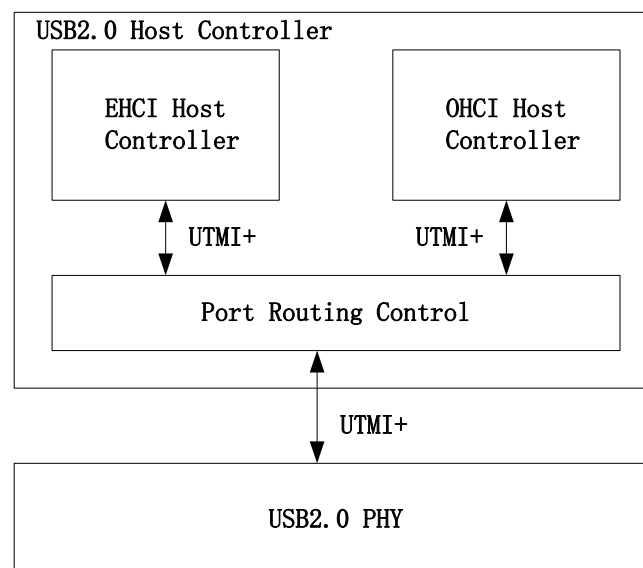 USB2.0 Host Controller
EHCI Host
Controller
OHCI Host
Controller
UTMI+
UTMI+
Port Routing Control
UTMI+
USB2.0 PHY